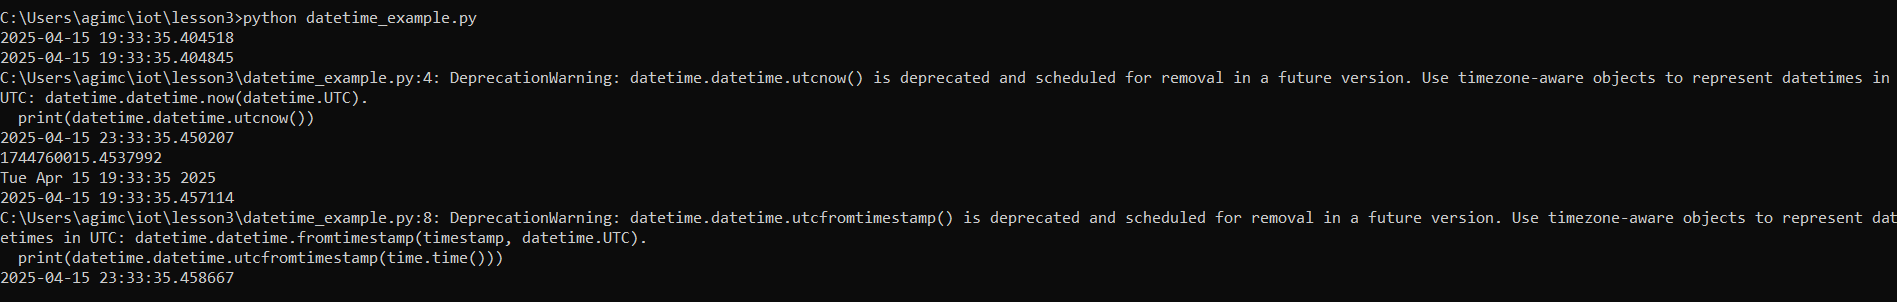 C:\Users\agimc\iot\lesson3>python datetime_example.py
2025-04-15 19:33:35.404518
2025-04-15 19:33:35.404845
C:\Users\agimc\iot\lesson3\datetime_example.py:4: DeprecationWarning: datetime.datetime.utcnow() is deprecated and scheduled for removal in a future version. Use timezone-aware objects to represent datetimes in
UTC: datetime.datetime.now(datetime.UTC).
  print(datetime.datetime.utcnow())
2025-04-15 23:33:35.450207
1744760015.4537992
Tue Apr 15 19:33:35 2025
2025-04-15 19:33:35.457114
C:\Users\agimc\iot\lesson3\datetime_example.py:8: DeprecationWarning: datetime.datetime.utcfromtimestamp() is deprecated and scheduled for removal in a future version. Use timezone-aware objects to represent dat
etimes in UTC: datetime.datetime.fromtimestamp(timestamp, datetime.UTC).
  print(datetime.datetime.utcfromtimestamp(time.time()))
2025-04-15 23:33:35.458667